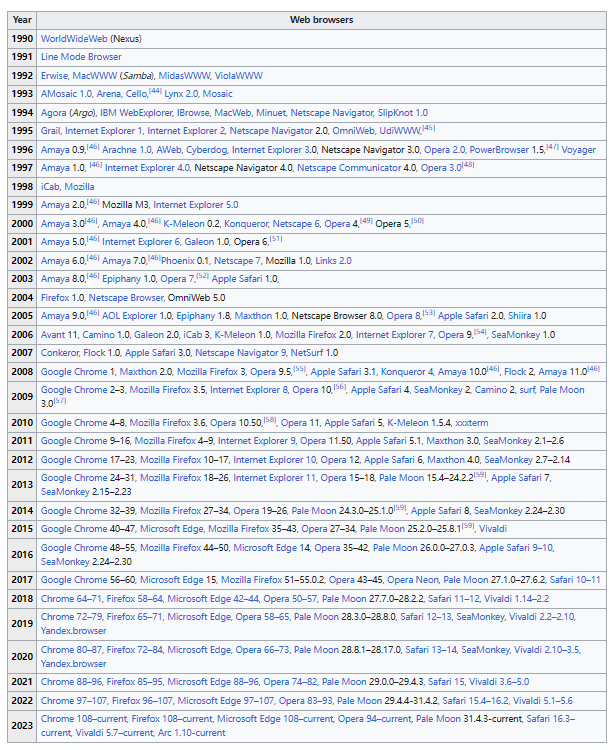 Year Web browsers
1990 WorldWideWeb (Nexus)
1991 Line Mode Browser
1992 Erwise, MacWWW (Samba), MidasWWW, ViolaWWW
1993 AMosaic 1.0, Arena, Cello,[44] Lynx 2.0, Mosaic
1994 Agora (Argo), IBM WebExplorer, IBrowse, MacWeb, Minuet, Netscape Navigator, SlipKnot 1.0
1995 Grail, Internet Explorer 1, Internet Explorer 2, Netscape Navigator 2.0, OmniWeb, UdiWWW,[45]
1996 Amaya 0.9,[46] Arachne 1.0, AWeb, Cyberdog, Internet Explorer 3.0, Netscape Navigator 3.0, Opera 2.0, PowerBrowser 1.5,[47] Voyager
1997 Amaya 1.0, [46] Internet Explorer 4.0, Netscape Navigator 4.0, Netscape Communicator 4.0, Opera 3.0[48]
1998 iCab, Mozilla
1999 Amaya 2.0,[46] Mozilla M3, Internet Explorer 5.0
2000 Amaya 3.0[46], Amaya 4.0,[46] K-Meleon 0.2, Konqueror, Netscape 6, Opera 4,[49] Opera 5,[50]
2001 Amaya 5.0,[46] Internet Explorer 6, Galeon 1.0, Opera 6,[51]
2002 Amaya 6.0,[46] Amaya 7.0,[46]Phoenix 0.1, Netscape 7, Mozilla 1.0, Links 2.0
2003 Amaya 8.0,[46] Epiphany 1.0, Opera 7,[52] Apple Safari 1.0,
2004 Firefox 1.0, Netscape Browser, OmniWeb 5.0
2005 Amaya 9.0,[46] AOL Explorer 1.0, Epiphany 1.8, Maxthon 1.0, Netscape Browser 8.0, Opera 8,[53] Apple Safari 2.0, Shiira 1.0
2006 Avant 11, Camino 1.0, Galeon 2.0, iCab 3, K-Meleon 1.0, Mozilla Firefox 2.0, Internet Explorer 7, Opera 9,[54], SeaMonkey 1.0
2007 Conkeror, Flock 1.0, Apple Safari 3.0, Netscape Navigator 9, NetSurf 1.0
2008 Google Chrome 1, Maxthon 2.0, Mozilla Firefox 3, Opera 9.5,[55], Apple Safari 3.1, Konqueror 4, Amaya 10.0[46], Flock 2, Amaya 11.0[46]
2009 Google Chrome 2–3, Mozilla Firefox 3.5, Internet Explorer 8, Opera 10,[56], Apple Safari 4, SeaMonkey 2, Camino 2, surf, Pale Moon
3.0[57]
2010 Google Chrome 4–8, Mozilla Firefox 3.6, Opera 10.50,[58], Opera 11, Apple Safari 5, K-Meleon 1.5.4, xxxterm
2011 Google Chrome 9–16, Mozilla Firefox 4–9, Internet Explorer 9, Opera 11.50, Apple Safari 5.1, Maxthon 3.0, SeaMonkey 2.1–2.6
2012 Google Chrome 17–23, Mozilla Firefox 10–17, Internet Explorer 10, Opera 12, Apple Safari 6, Maxthon 4.0, SeaMonkey 2.7–2.14
2013 Google Chrome 24–31, Mozilla Firefox 18–26, Internet Explorer 11, Opera 15–18, Pale Moon 15.4–24.2.2[59], Apple Safari 7,
SeaMonkey 2.15–2.23
2014 Google Chrome 32–39, Mozilla Firefox 27–34, Opera 19–26, Pale Moon 24.3.0–25.1.0[59], Apple Safari 8, SeaMonkey 2.24–2.30
2015 Google Chrome 40–47, Microsoft Edge, Mozilla Firefox 35–43, Opera 27–34, Pale Moon 25.2.0–25.8.1[59], Vivaldi
2016 Google Chrome 48–55, Mozilla Firefox 44–50, Microsoft Edge 14, Opera 35–42, Pale Moon 26.0.0–27.0.3, Apple Safari 9–10,
SeaMonkey 2.24–2.30
2017 Google Chrome 56–60, Microsoft Edge 15, Mozilla Firefox 51–55.0.2, Opera 43–45, Opera Neon, Pale Moon 27.1.0–27.6.2, Safari 10–11
2018 Chrome 64–71, Firefox 58–64, Microsoft Edge 42–44, Opera 50–57, Pale Moon 27.7.0–28.2.2, Safari 11–12, Vivaldi 1.14–2.2
2019 Chrome 72–79, Firefox 65–71, Microsoft Edge, Opera 58–65, Pale Moon 28.3.0–28.8.0, Safari 12–13, SeaMonkey, Vivaldi 2.2–2.10,
Yandex.browser
2020 Chrome 80–87, Firefox 72–84, Microsoft Edge, Opera 66–73, Pale Moon 28.8.1–28.17.0, Safari 13–14, SeaMonkey, Vivaldi 2.10–3.5,
Yandex.browser
2021 Chrome 88–96, Firefox 85–95, Microsoft Edge 88–96, Opera 74–82, Pale Moon 29.0.0–29.4.3, Safari 15, Vivaldi 3.6–5.0
2022 Chrome 97–107, Firefox 96–107, Microsoft Edge 97–107, Opera 83–93, Pale Moon 29.4.4-31.4.2, Safari 15.4–16.2, Vivaldi 5.1–5.6
2023 Chrome 108–current, Firefox 108–current, Microsoft Edge 108–current, Opera 94–current, Pale Moon 31.4.3-current, Safari 16.3–
current, Vivaldi 5.7–current, Arc 1.10-current